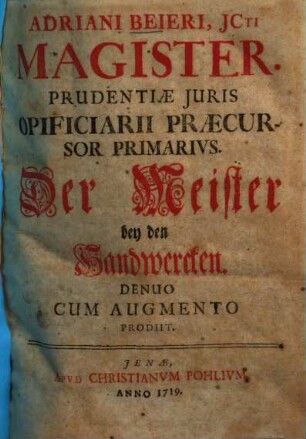 ADRIANI BEIERI, JCTI
MAGISTER.
PRUDENTIÆ JURIS
OPIFICIARII PRÆCUR-
SOR PRIMARIVS.
Der Meister
bey den
Handwercken.
DENUO
CUM AUGMENTO
PRODIIT.
JENÆ,
APVD CHRISTIANVM POHLIVM,
ANNO 1719.